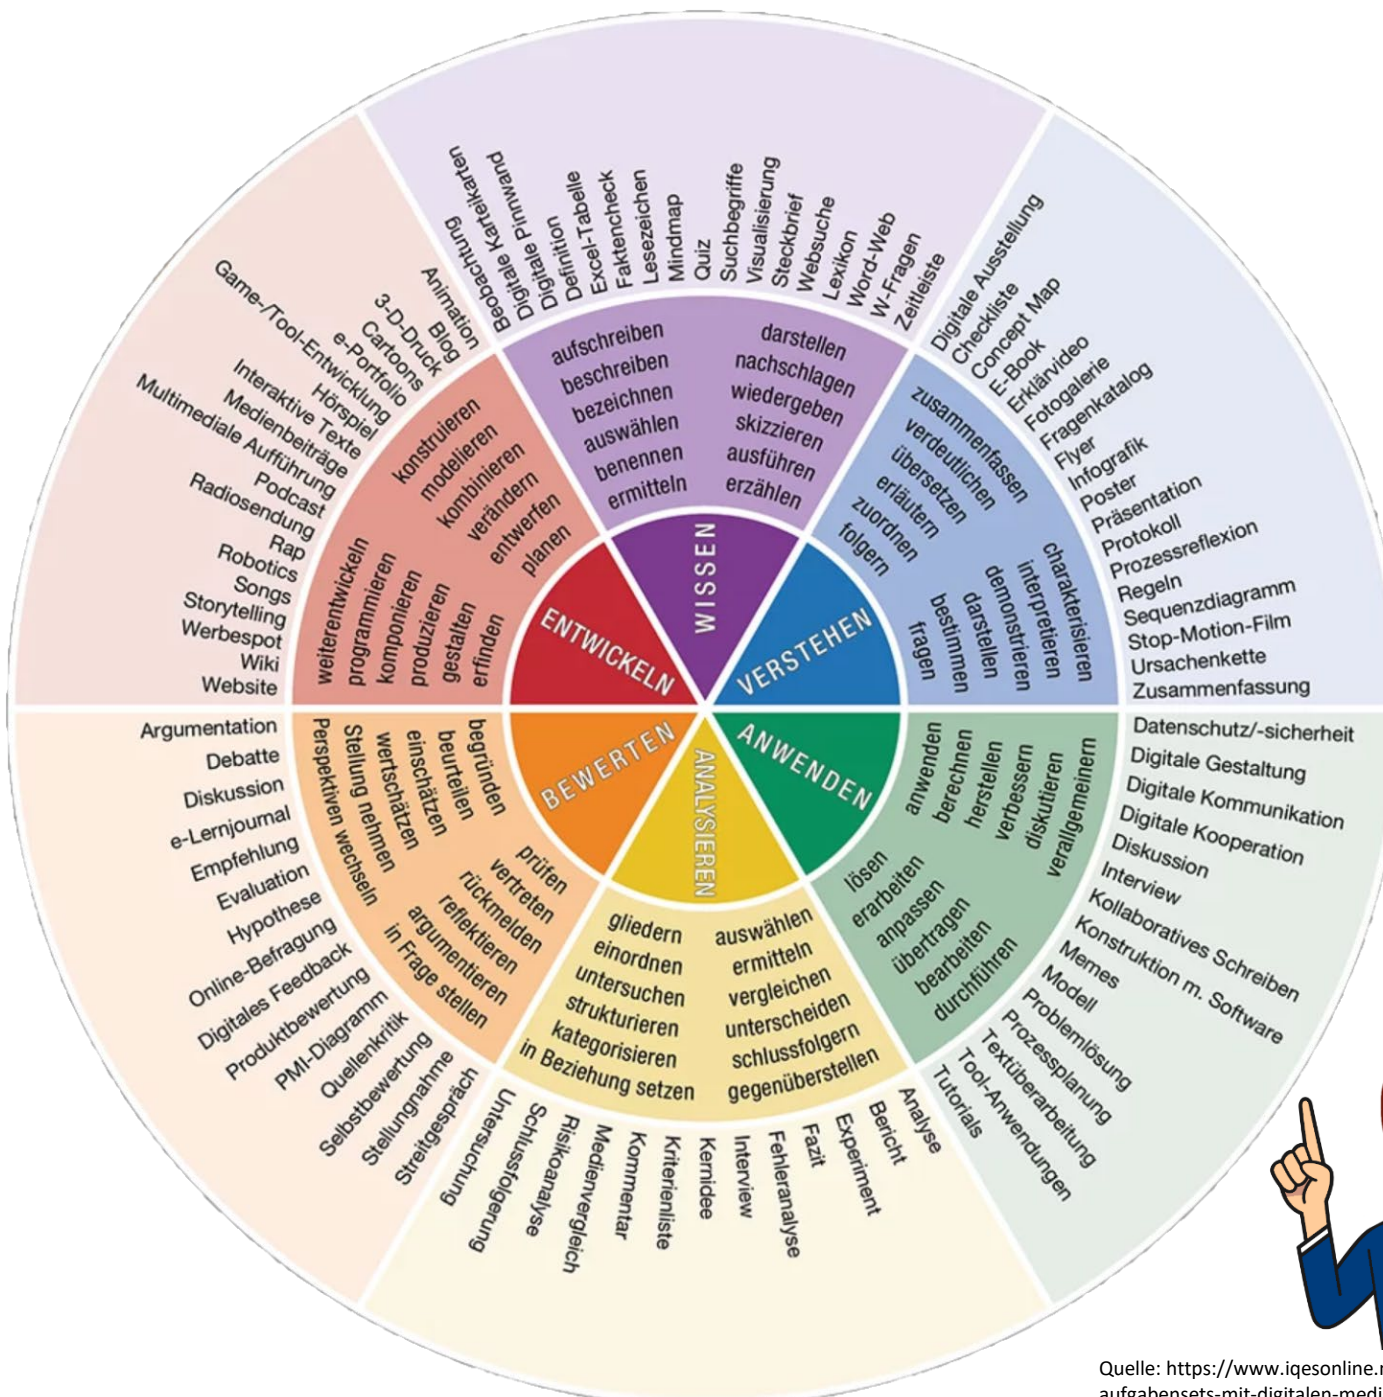 WISSEN
aufschreiben
beschreiben
bezeichnen
auswählen
benennen
ermitteln
darstellen
nachschlagen
wiedergeben
skizzieren
ausführen
erzählen
Beobachtung
Digitale Karteikarten
Digitale Pinnwand
Definition
Excel-Tabelle
Faktencheck
Lesezeichen
Mindmap
Quiz
Suchbegriffe
Visualisierung
Steckbrief
Websuche
Lexikon
Word-Web
W-Fragen
Zeitleiste
VERSTEHEN
zusammenfassen
verdeutlichen
übersetzen
erläutern
zuordnen
folgern
charakterisieren
interpretieren
demonstrieren
darstellen
bestimmen
fragen
Digitale Ausstellung
Checkliste
Concept Map
E-Book
Erklärvideo
Fotogalerie
Fragenkatalog
Flyer
Infografik
Poster
Präsentation
Protokoll
Prozessreflexion
Regeln
Sequenzdiagramm
Stop-Motion-Film
Ursachenkette
Zusammenfassung
ANWENDEN
anwenden
berechnen
herstellen
verbessern
diskutieren
verallgemeinern
lösen
erarbeiten
anpassen
übertragen
bearbeiten
durchführen
Datenschutz/-sicherheit
Digitale Gestaltung
Digitale Kommunikation
Digitale Kooperation
Diskussion
Interview
Kollaboratives Schreiben
Konstruktion m. Software
Memes
Modell
Problemlösung
Prozessplanung
Textüberarbeitung
Tool-Anwendungen
Tutorials
ANALYSIEREN
gliedern
einordnen
untersuchen
strukturieren
kategorisieren
in Beziehung setzen
auswählen
ermitteln
vergleichen
unterscheiden
schlussfolgern
gegenüberstellen
Analyse
Bericht
Experiment
Fazit
Fehleranalyse
Interview
Kernidee
Kriterienliste
Kommentar
Medienvergleich
Risikoanalyse
Schlussfolgerung
Untersuchung
BEWERTEN
begründen
beurteilen
einschätzen
wertschätzen
Stellung nehmen
Perspektiven wechseln
prüfen
vertreten
rückmelden
reflektieren
argumentieren
in Frage stellen
Argumentation
Debatte
Diskussion
e-Lernjournal
Empfehlung
Evaluation
Hypothese
Online-Befragung
Digitales Feedback
Produktbewertung
PMI-Diagramm
Quellenkritik
Selbstbewertung
Stellungnahme
Streitgespräch
ENTWICKELN
konstruieren
modelieren
kombinieren
verändern
entwerfen
planen
weiterentwickeln
programmieren
komponieren
produzieren
gestalten
erfinden
Animation
Blog
3-D-Druck
Cartoons
e-Portfolio
Game-/Tool-Entwicklung
Hörspiel
Interaktive Texte
Medienbeiträge
Multimediale Aufführung
Podcast
Radiosendung
Rap
Robotics
Songs
Storytelling
Werbespot
Wiki
Website
Quelle: https://www.iqesonline.
aufgabensets-mit-digitalen-medi